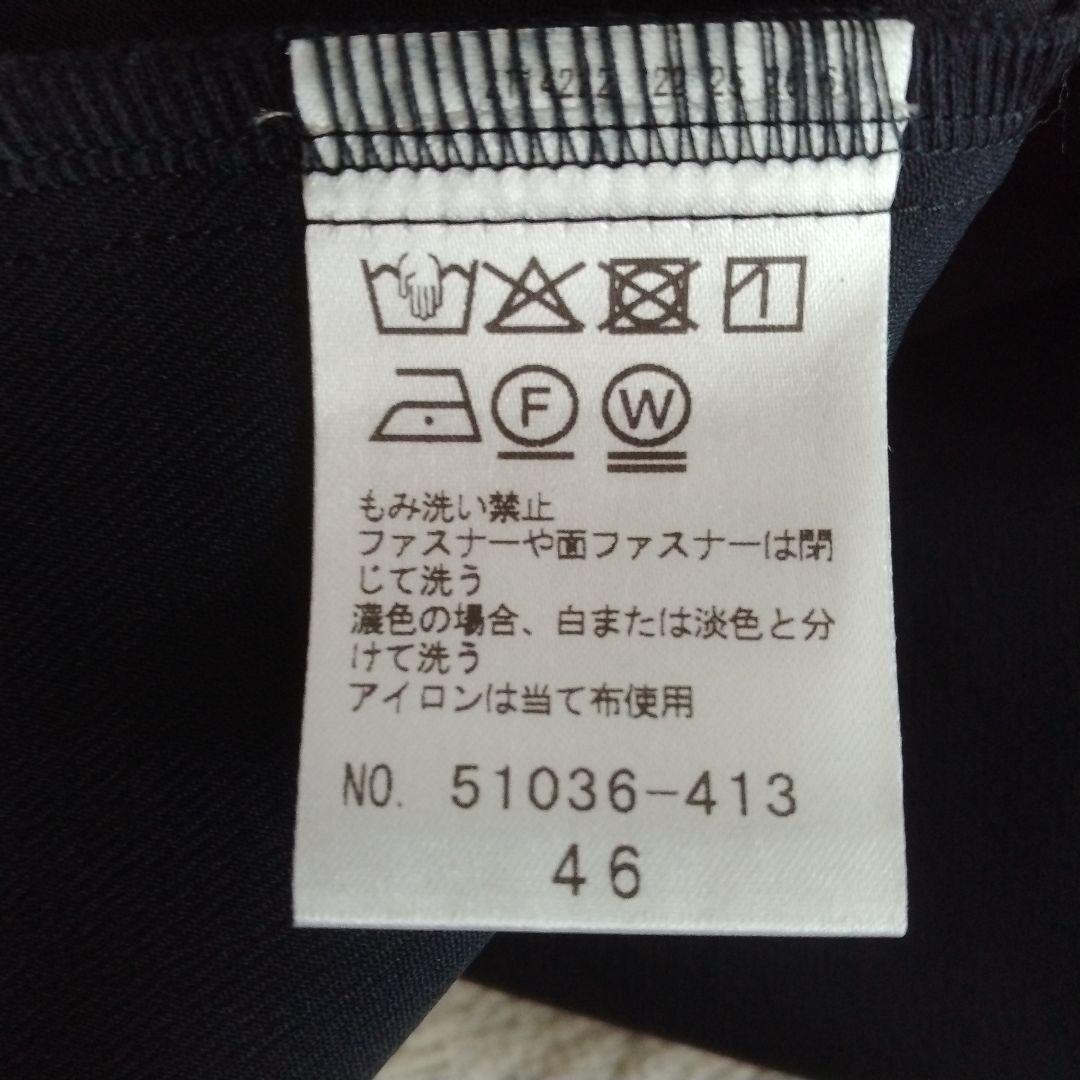 F W
もみ洗い禁止
ファスナーや面ファスナーは閉
じて洗う
濃色の場合、白または淡色と分
けて洗う
アイロンは当て布使用
NO. 51036-413
46